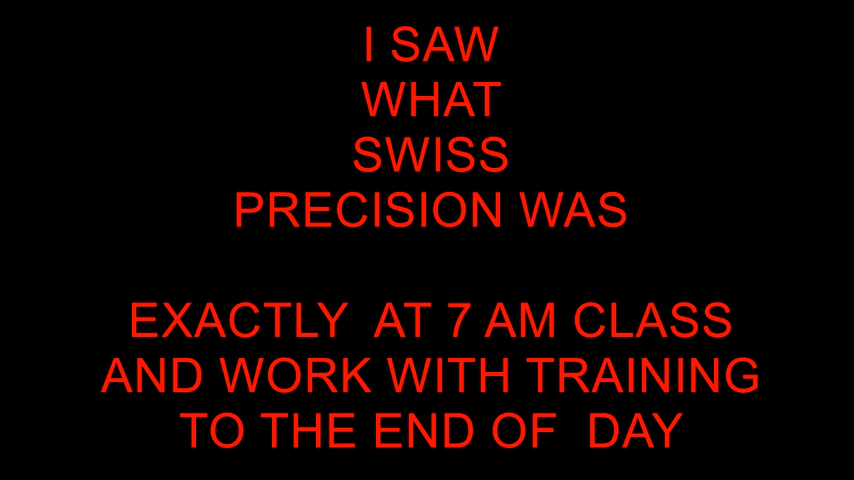 I SAW
WHAT
SWISS
PRECISION WAS
EXACTLY  AT 7 AM CLASS
AND WORK WITH TRAINING
TO THE END OF  DAY